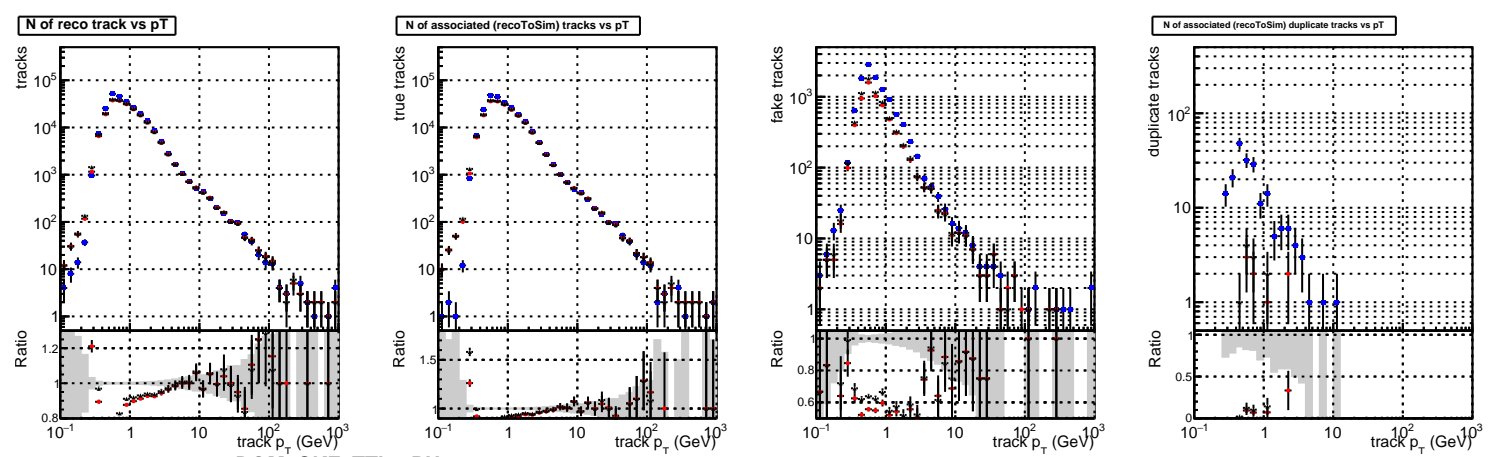 N of reco track vs pT
tracks
10^5
10^4
10^3
10^2
10
1
Ratio
1.2
1
0.8
10^-1 1 10 10^2 10^3
track p_T (GeV)
N of associated (recoToSim) tracks vs pT
true tracks
10^5
10^4
10^3
10^2
10
1
Ratio
1.5
1
10^-1 1 10 10^2 10^3
track p_T (GeV)
fake tracks
10^3
10^2
10
1
Ratio
1
0.8
0.6
10^-1 1 10 10^2 10^3
track p_T (GeV)
N of associated (recoToSim) duplicate tracks vs pT
duplicate tracks
10^2
10
1
Ratio
1
0.5
0
10^-1 1 10 10^2 10^3
track p_T (GeV)